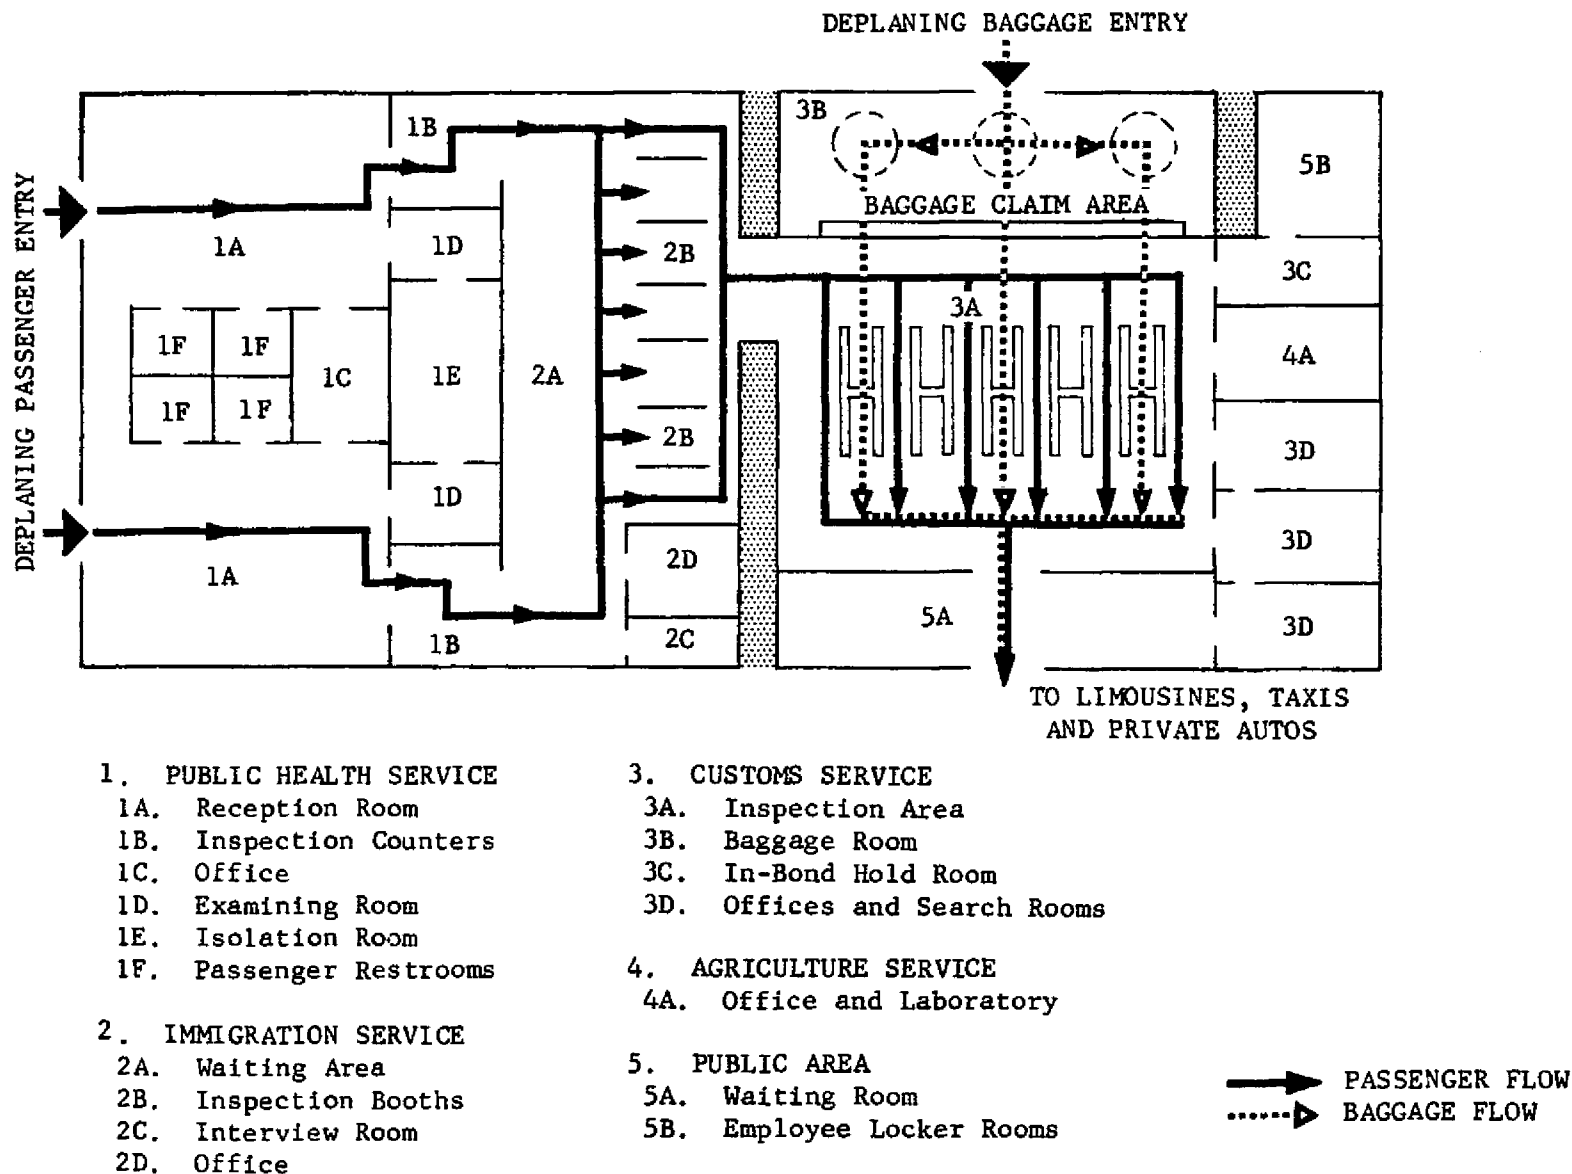 DEPLANING BAGGAGE ENTRY
DEPLANING PASSENGER ENTRY
1B
3B
5B
BAGGAGE CLAIM AREA
1A
1D
2B
3C
3A
1F
1F
1C
1E
2A
4A
1F
1F
2B
3D
1D
3D
2D
1A
5A
1B
2C
3D
TO LIMOUSINES, TAXIS
AND PRIVATE AUTOS
1. PUBLIC HEALTH SERVICE
1A. Reception Room
1B. Inspection Counters
1C. Office
1D. Examining Room
1E. Isolation Room
1F. Passenger Restrooms
2. IMMIGRATION SERVICE
2A. Waiting Area
2B. Inspection Booths
2C. Interview Room
2D. Office
3. CUSTOMS SERVICE
3A. Inspection Area
3B. Baggage Room
3C. In-Bond Hold Room
3D. Offices and Search Rooms
4. AGRICULTURE SERVICE
4A. Office and Laboratory
5. PUBLIC AREA
5A. Waiting Room
5B. Employee Locker Rooms
PASSENGER FLOW
BAGGAGE FLOW